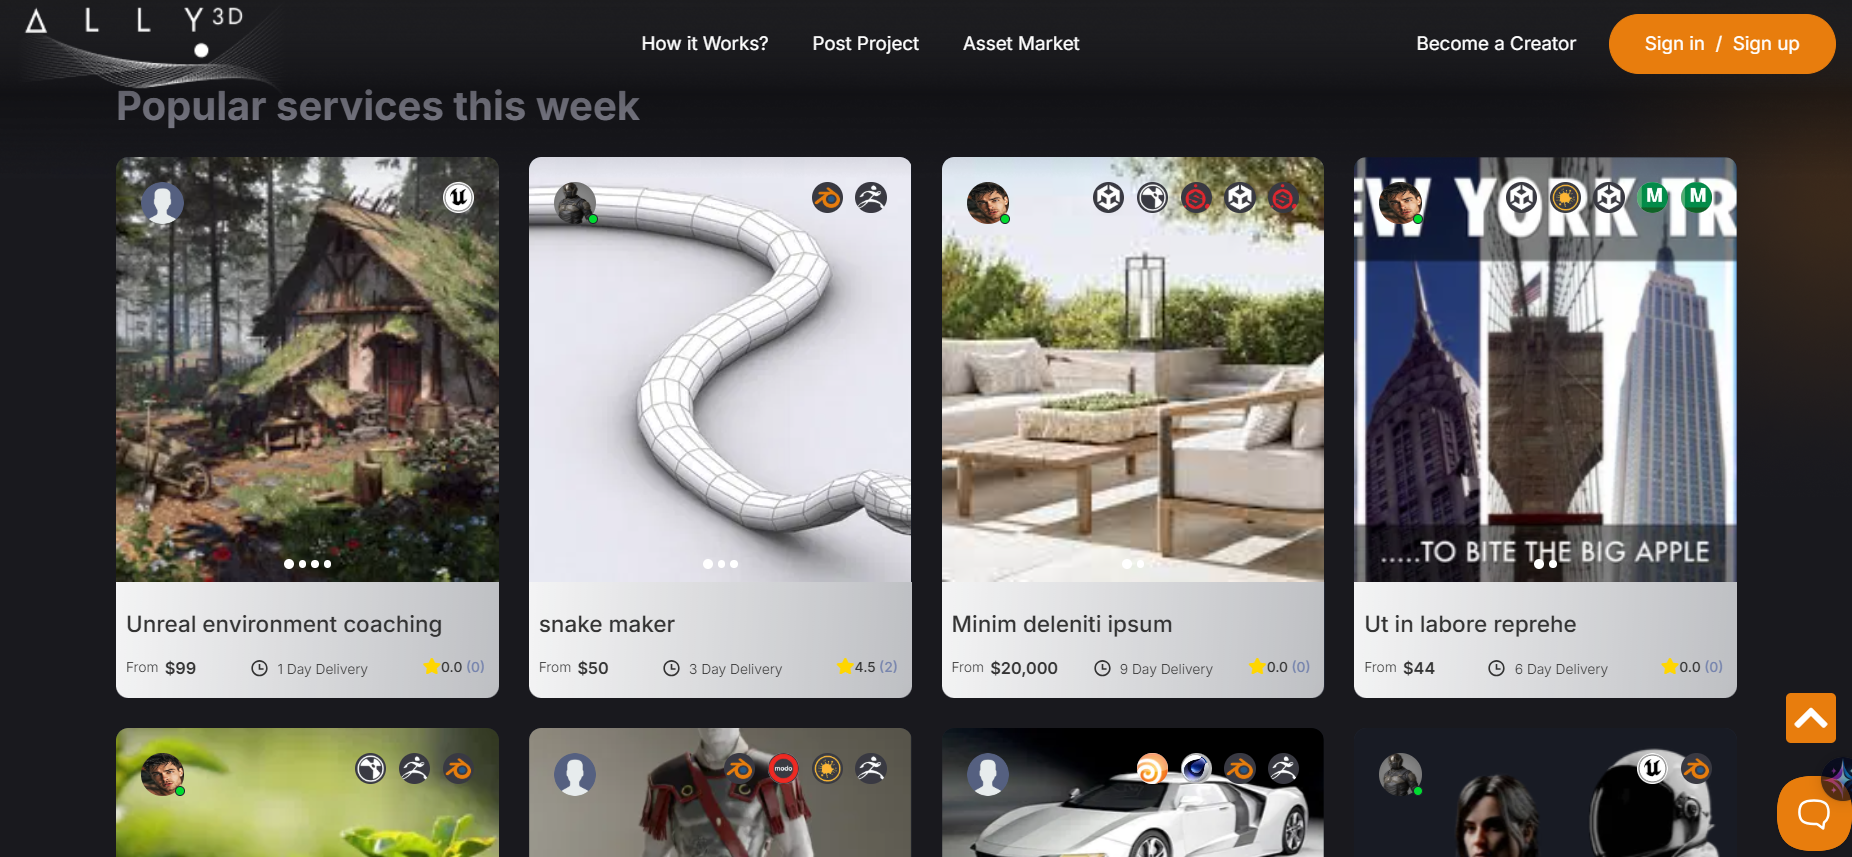 ALLY3D
How it Works?
Post Project
Asset Market
Become a Creator
Sign in / Sign up
Popular services this week
Unreal environment coaching
From $99
1 Day Delivery
0.0 (0)
snake maker
From $50
3 Day Delivery
4.5 (2)
Minim deleniti ipsum
From $20,000
9 Day Delivery
0.0 (0)
EW YORK TR
M M
.....TO BITE THE BIG APPLE
Ut in labore reprehe
From $44
6 Day Delivery
0.0 (0)
modo